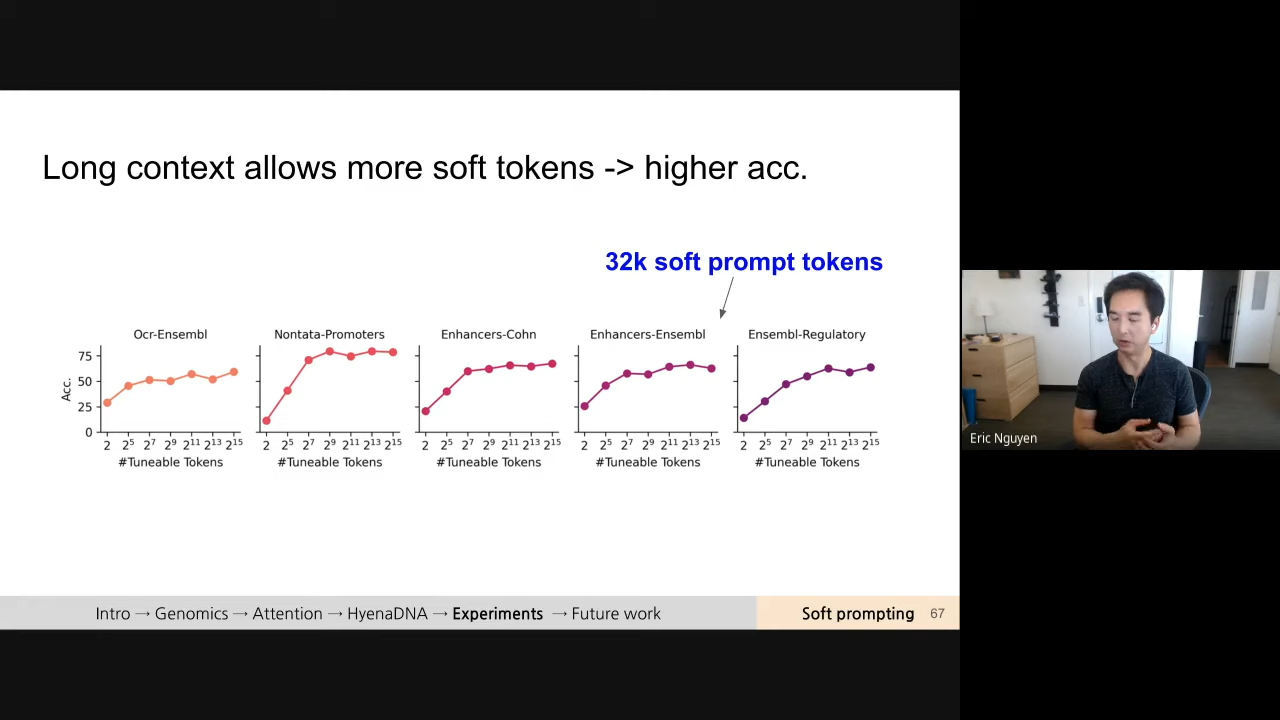 Long context allows more soft tokens -> higher acc.
32k soft prompt tokens
Ocr-Ensembl
Nontata-Promoters
Enhancers-Cohn
Enhancers-Ensembl
Ensembl-Regulatory
Acc.
75
50
25
0
2 2⁵ 2⁷ 2⁹ 2¹¹ 2¹³ 2¹⁵
2 2⁵ 2⁷ 2⁹ 2¹¹ 2¹³ 2¹⁵
2 2⁵ 2⁷ 2⁹ 2¹¹ 2¹³ 2¹⁵
2 2⁵ 2⁷ 2⁹ 2¹¹ 2¹³ 2¹⁵
2 2⁵ 2⁷ 2⁹ 2¹¹ 2¹³ 2¹⁵
#Tuneable Tokens
#Tuneable Tokens
#Tuneable Tokens
#Tuneable Tokens
#Tuneable Tokens
Intro → Genomics → Attention → HyenaDNA → Experiments → Future work
Soft prompting 67
Eric Nguyen